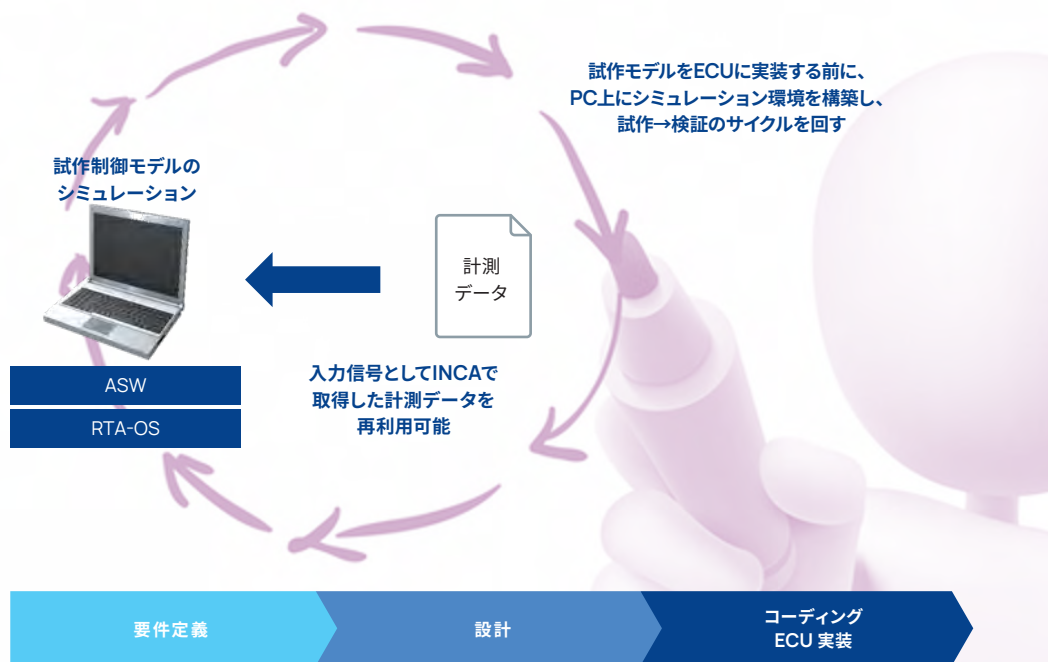 試作モデルをECUに実装する前に、
PC上にシミュレーション環境を構築し、
試作→検証のサイクルを回す
試作制御モデルの
シミュレーション
計測
データ
ASW
RTA-OS
入力信号としてINCAで
取得した計測データを
再利用可能
要件定義
設計
コーディング
ECU 実装